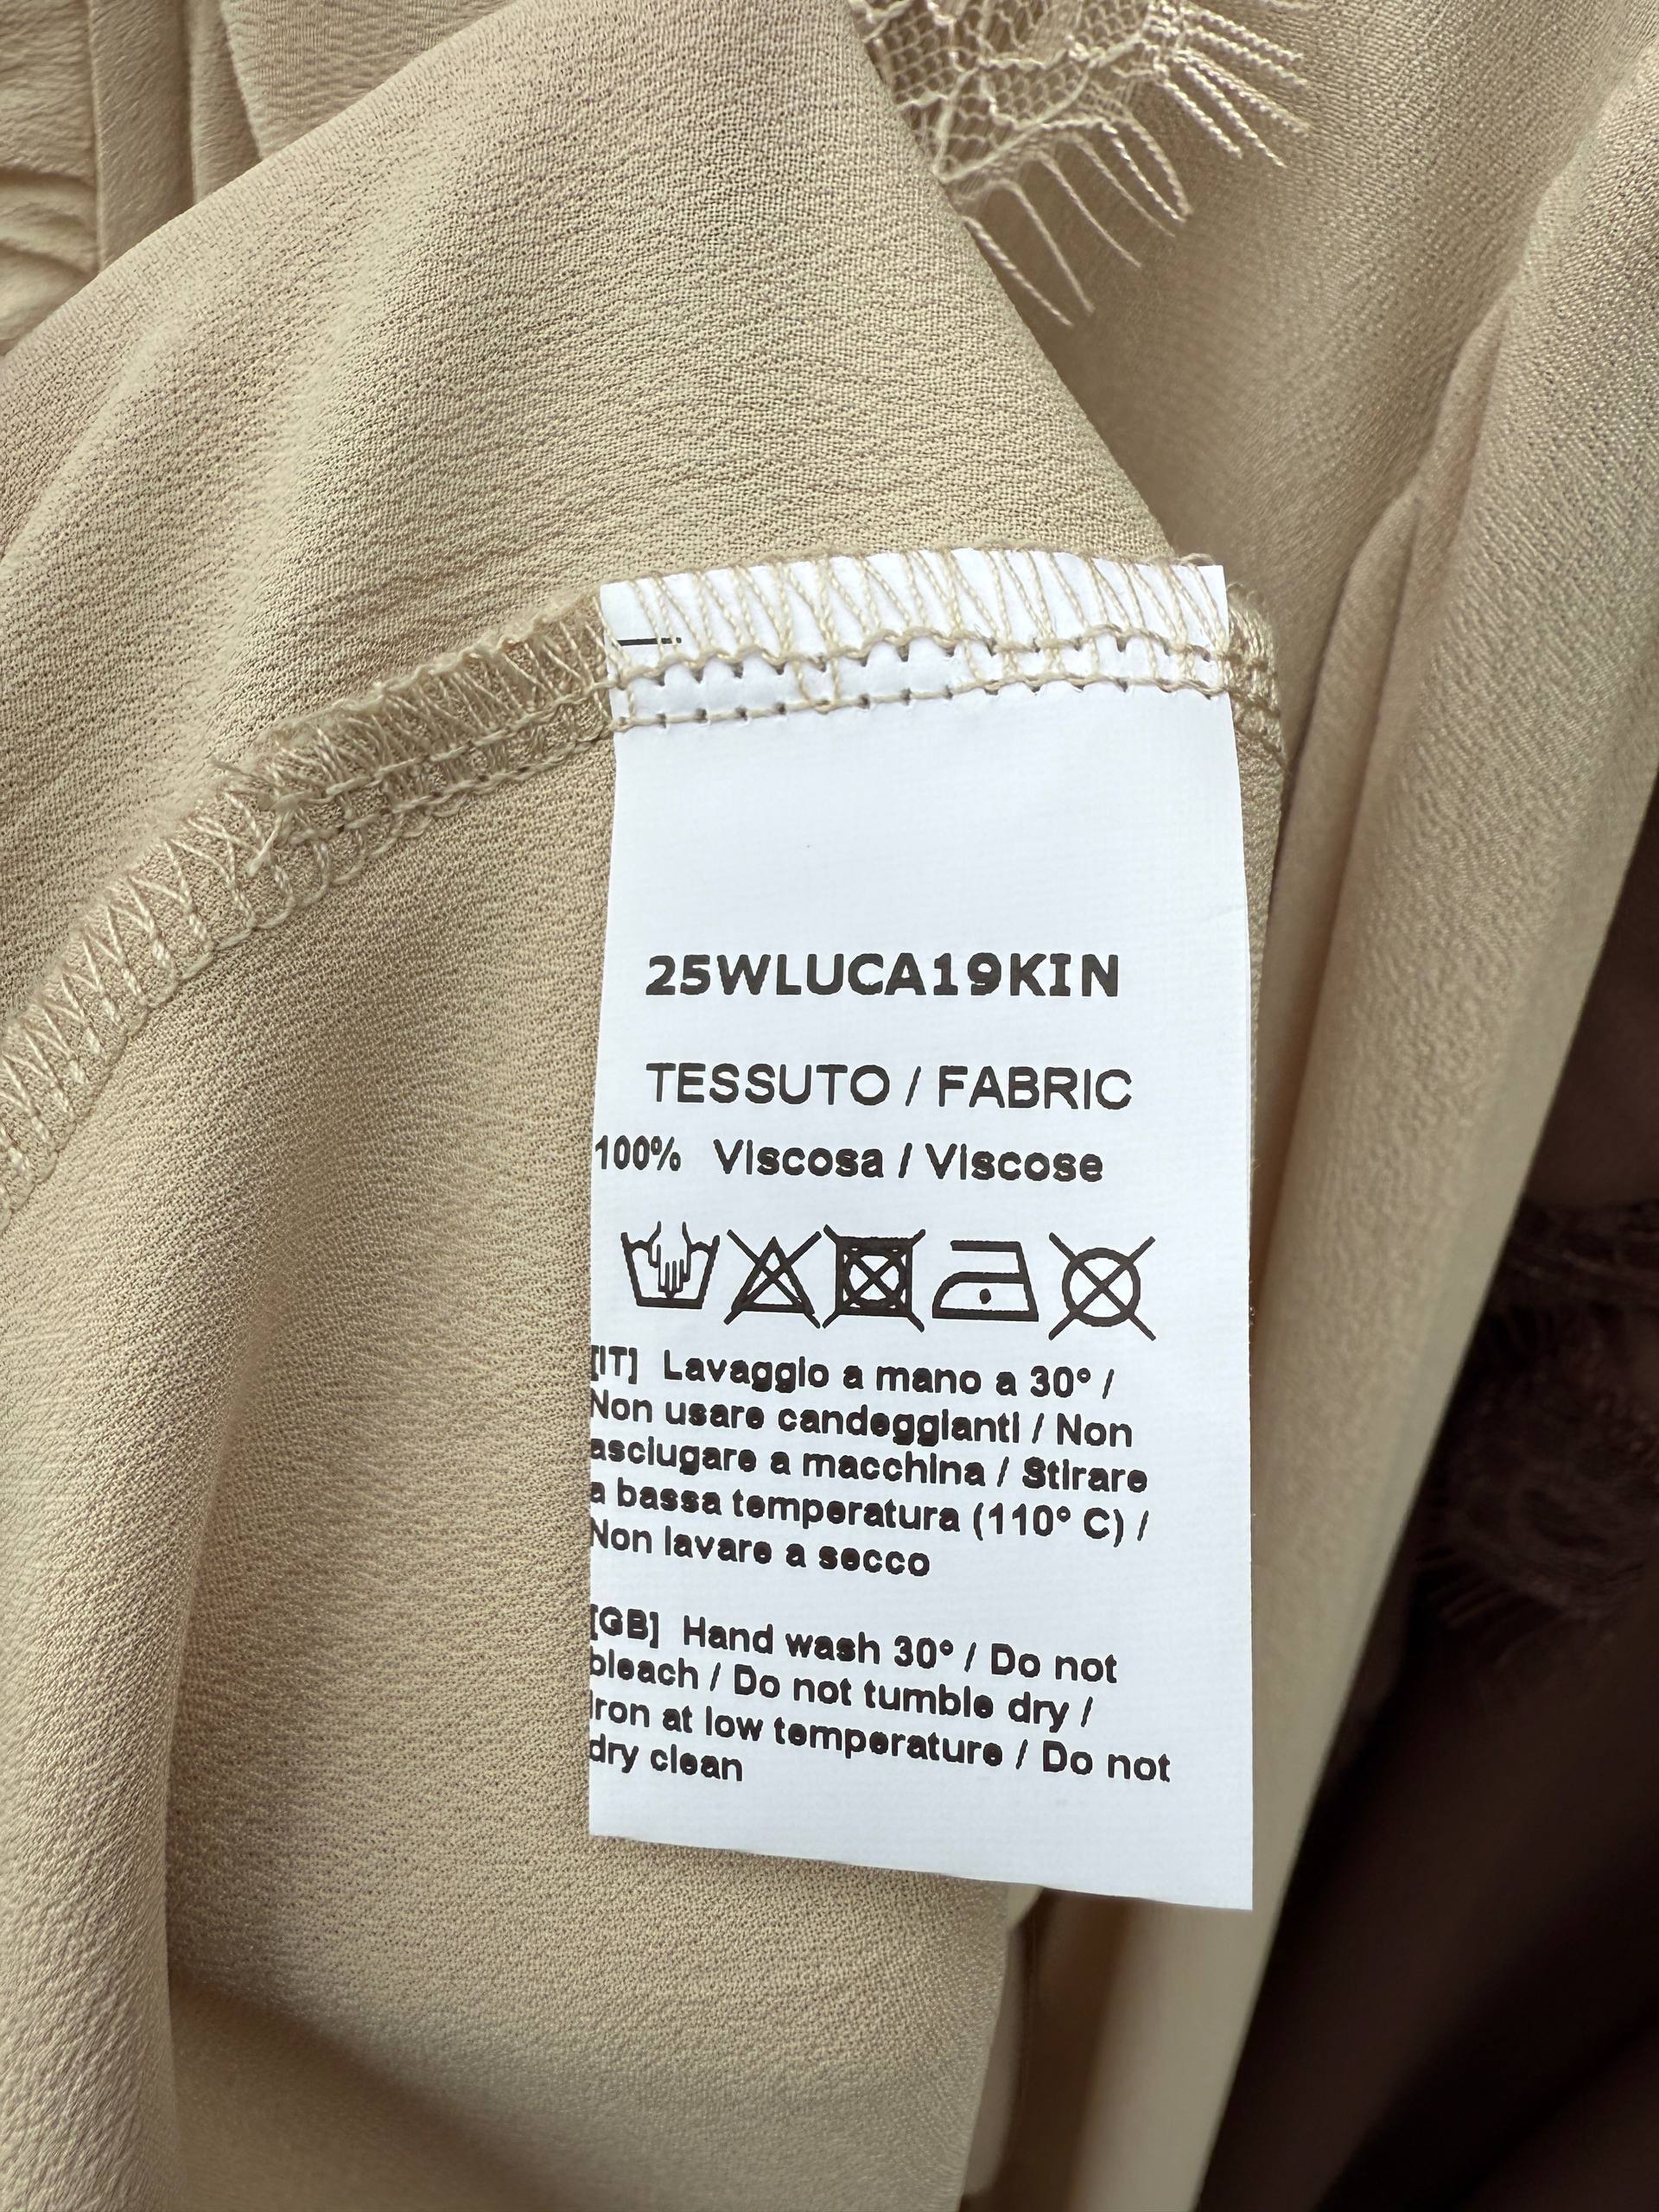 25WLUCA19KIN
TESSUTO / FABRIC
100% Viscosa / Viscose
[IT] Lavaggio a mano a 30° /
Non usare candeggianti / Non
asciugare a macchina / Stirare
a bassa temperatura (110° C) /
Non lavare a secco
[GB] Hand wash 30° / Do not
bleach / Do not tumble dry /
Iron at low temperature / Do not
dry clean